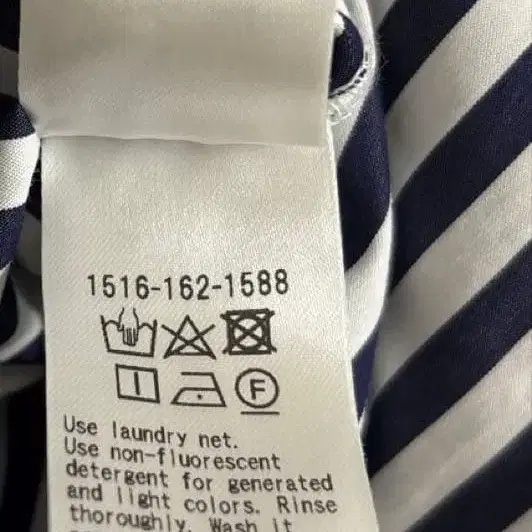 1516-162-1588
F
Use laundry net.
Use non-fluorescent
detergent for generated
and light colors. Rinse
thoroughly. Wash it